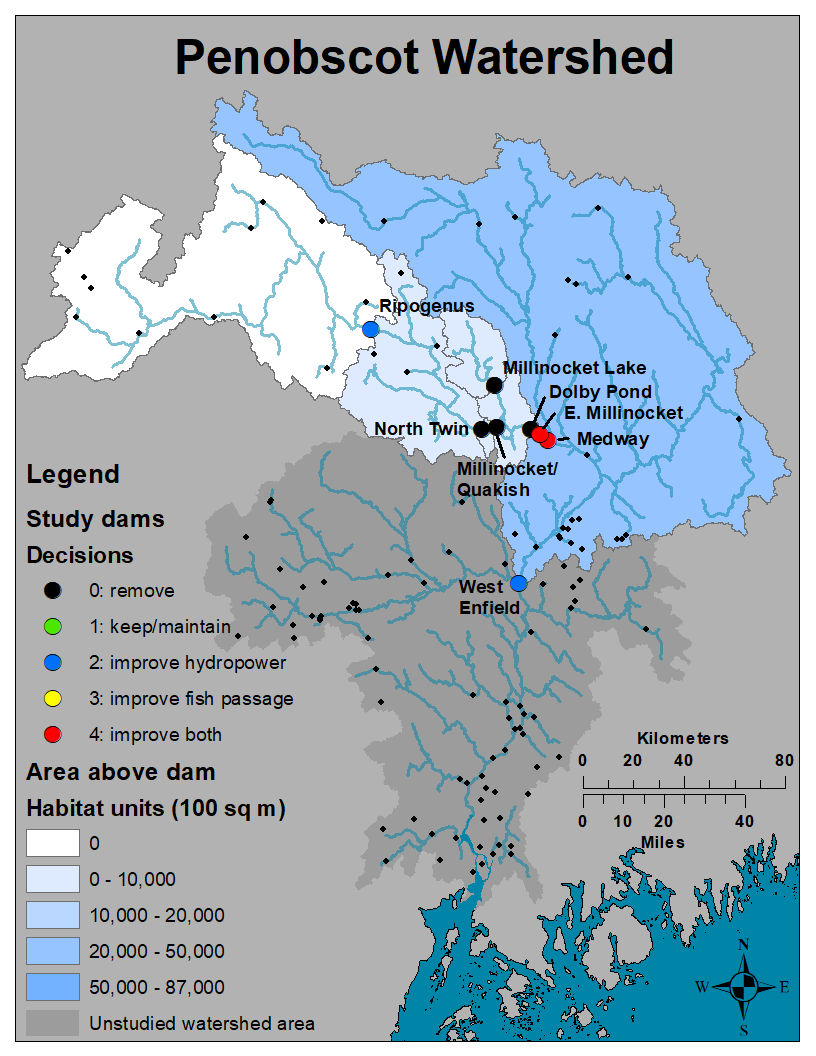 Penobscot Watershed
Ripogenus
Millinocket Lake
Dolby Pond
E. Millinocket
North Twin
Medway
Millinocket/
Quakish
West
Enfield
Legend
Study dams
Decisions
0: remove
1: keep/maintain
2: improve hydropower
3: improve fish passage
4: improve both
Area above dam
Habitat units (100 sq m)
0
0 - 10,000
10,000 - 20,000
20,000 - 50,000
50,000 - 87,000
Unstudied watershed area
Kilometers
0 20 40 80
0 10 20 40
Miles
N
W E
S